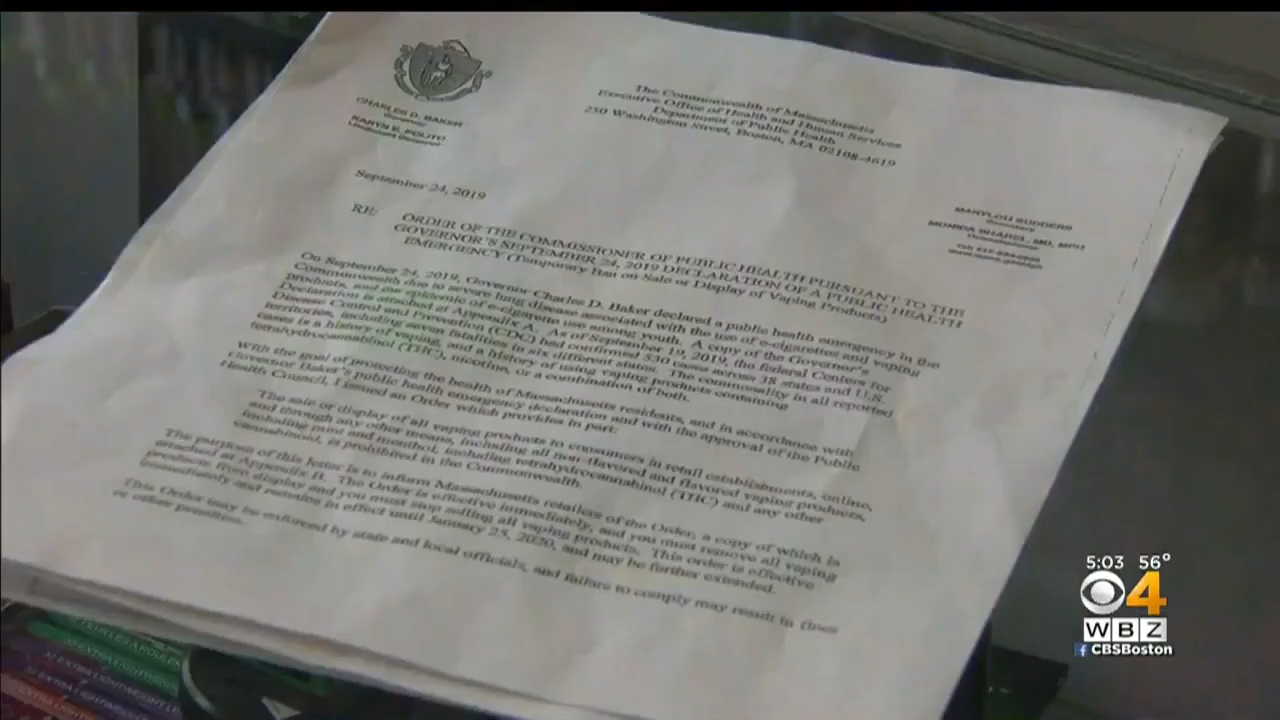 CHARLES D. BAKER
Governor
KARYN E. POLITO
Lieutenant Governor
The Commonwealth of Massachusetts
Executive Office of Health and Human Services
Department of Public Health
250 Washington Street, Boston, MA 02108-4619
MARYLOU SUDDERS
Secretary
MONICA BHAREL, MD, MPH
Commissioner
September 24, 2019
RE: ORDER OF THE COMMISSIONER OF PUBLIC HEALTH PURSUANT TO THE
GOVERNOR'S SEPTEMBER 24, 2019 DECLARATION OF A PUBLIC HEALTH
EMERGENCY (Temporary Ban on Sale or Display of Vaping Products)
On September 24, 2019, Governor Charles D. Baker declared a public health emergency in the
Commonwealth due to severe lung disease associated with the use of e-cigarettes and vaping
products, and the epidemic of e-cigarette use among youth. A copy of the Governor's
Declaration is attached at Appendix A. As of September 19, 2019, the federal Centers for
Disease Control and Prevention (CDC) had confirmed 530 cases across 38 states and U.S.
territories, including seven fatalities in six different states. The commonality in all reported
cases is a history of vaping, and a history of using vaping products containing
tetrahydrocannabinol (THC), nicotine, or a combination of both.
With the goal of protecting the health of Massachusetts residents, and in accordance with
Governor Baker's public health emergency declaration and with the approval of the Public
Health Council, I issued an Order which provides in part:
The sale or display of all vaping products to consumers in retail establishments, online,
and through any other means, including all non-flavored and flavored vaping products,
including mint and menthol, including tetrahydrocannabinol (THC) and any other
cannabinoid, is prohibited in the Commonwealth.
The purpose of this letter is to inform Massachusetts retailers of the Order, a copy of which is
attached at Appendix B. The Order is effective immediately, and you must remove all vaping
products from display and you must stop selling all vaping products. This order is effective
immediately and remains in effect until January 25, 2020, and may be further extended.
This Order may be enforced by state and local officials, and failure to comply may result in fines
or other penalties.
5:03 56°
4
WBZ
f CBSBoston